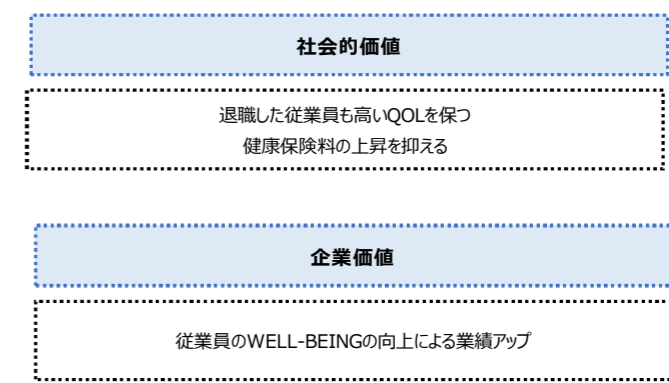 社会的価値
退職した従業員も高いQOLを保つ
健康保険料の上昇を抑える
企業価値
従業員のWELL-BEINGの向上による業績アップ